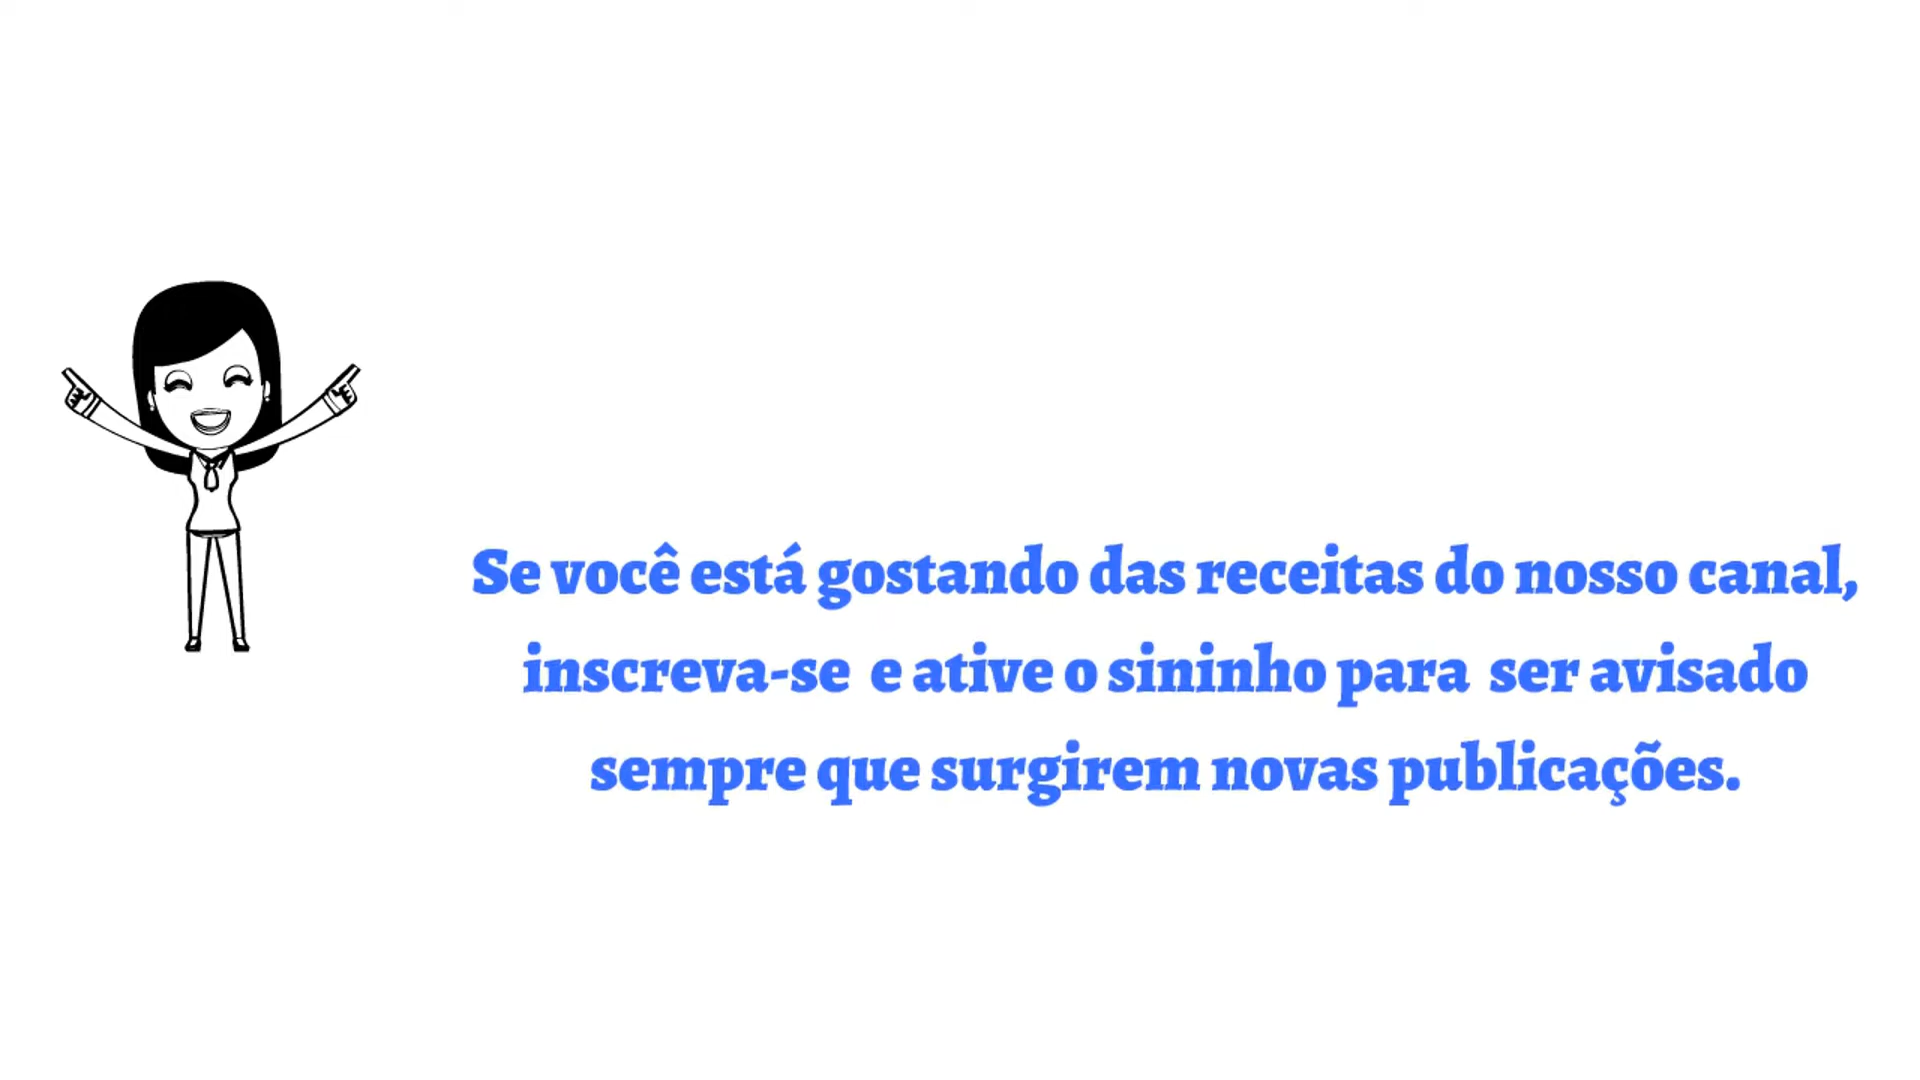 Se você está gostando das receitas do nosso canal,
inscreva-se e ative o sininho para ser avisado
sempre que surgirem novas publicações.